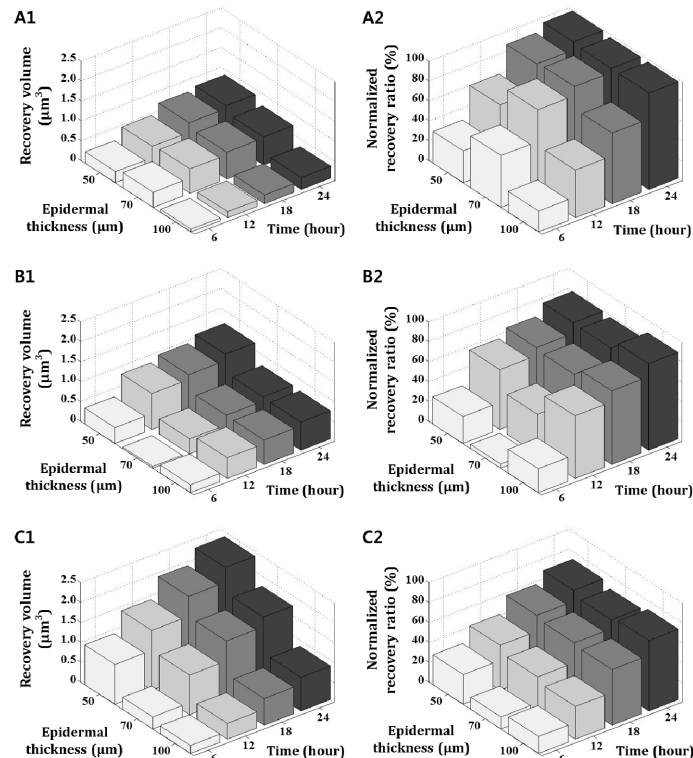 A1
Recovery volume
(μm³)
2.5
2.0
1.5
1.0
0.5
0
50
70
100
Epidermal
thickness (μm)
6
12
18
24
Time (hour)
A2
Normalized
recovery ratio (%)
100
80
60
40
20
0
50
70
100
Epidermal
thickness (μm)
6
12
18
24
Time (hour)
B1
Recovery volume
(μm³)
2.5
2.0
1.5
1.0
0.5
0
50
70
100
Epidermal
thickness (μm)
6
12
18
24
Time (hour)
B2
Normalized
recovery ratio (%)
100
80
60
40
20
0
50
70
100
Epidermal
thickness (μm)
6
12
18
24
Time (hour)
C1
Recovery volume
(μm³)
2.5
2.0
1.5
1.0
0.5
0
50
70
100
Epidermal
thickness (μm)
6
12
18
24
Time (hour)
C2
Normalized
recovery ratio (%)
100
80
60
40
20
0
50
70
100
Epidermal
thickness (μm)
6
12
18
24
Time (hour)